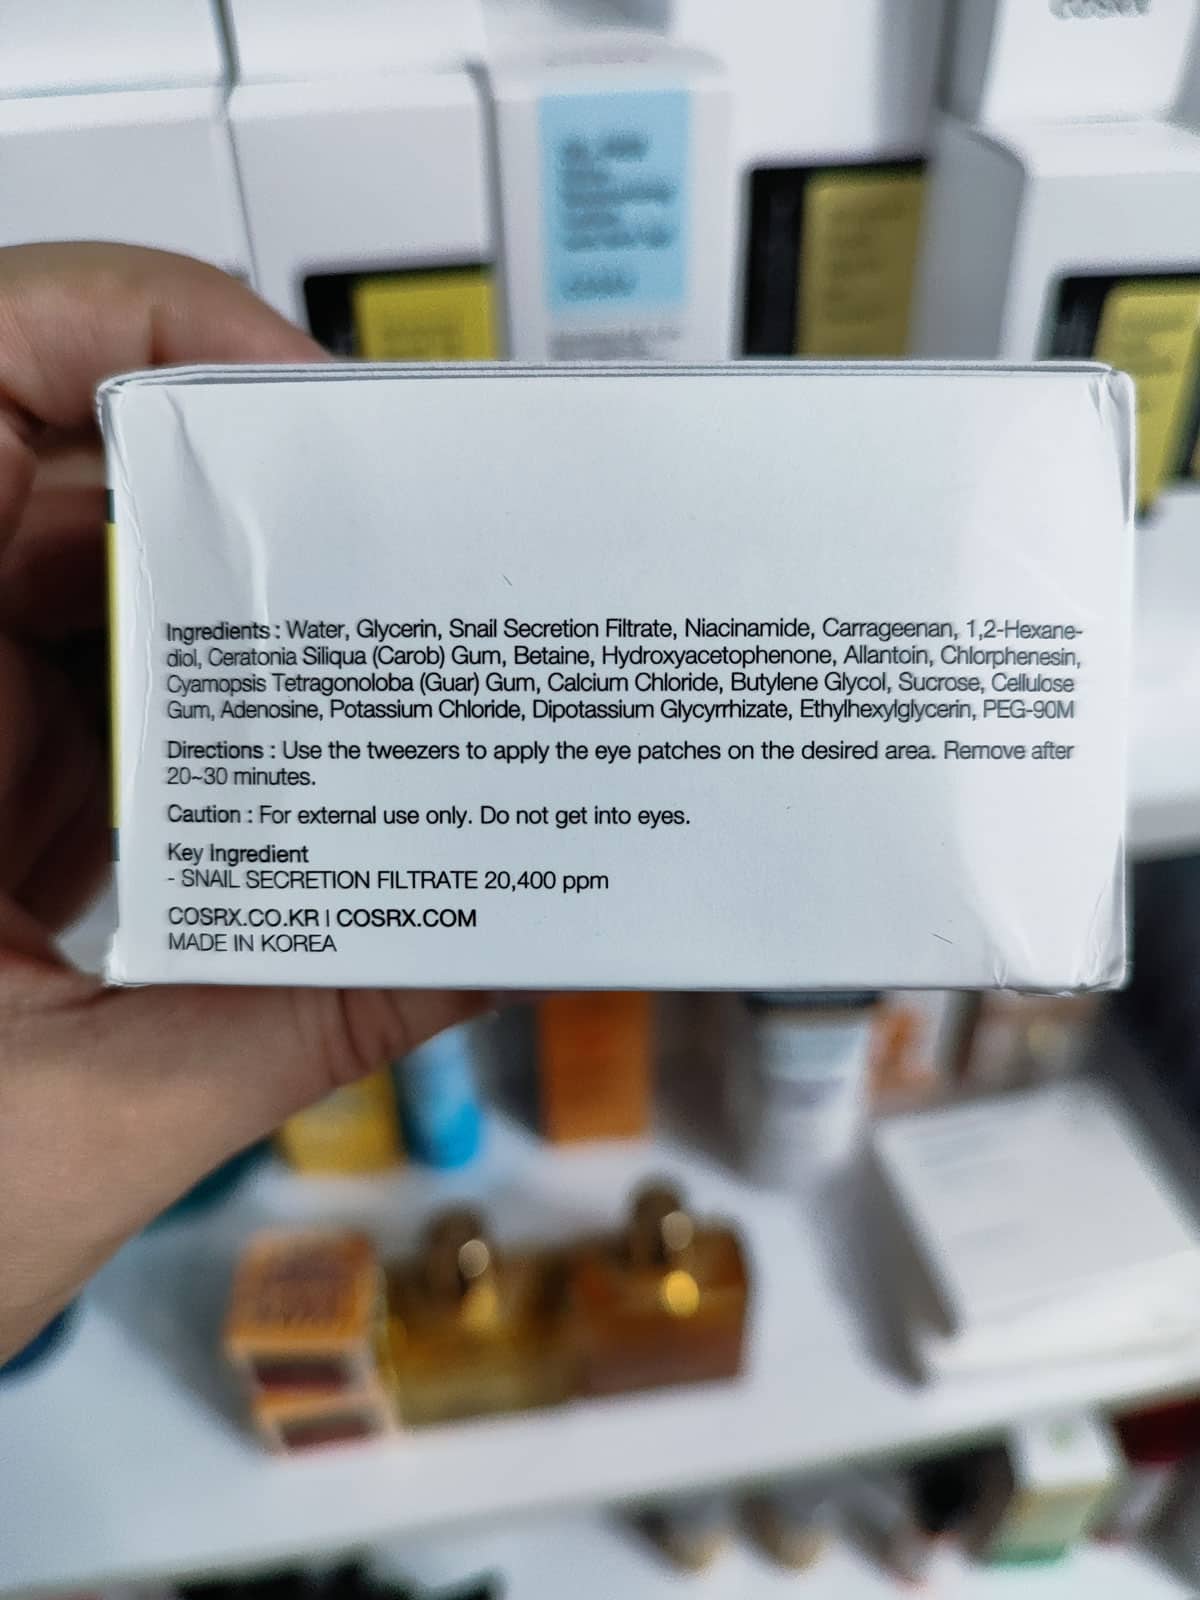 Ingredients : Water, Glycerin, Snail Secretion Filtrate, Niacinamide, Carrageenan, 1,2-Hexane-
diol, Ceratonia Siliqua (Carob) Gum, Betaine, Hydroxyacetophenone, Allantoin, Chlorphenesin,
Cyamopsis Tetragonoloba (Guar) Gum, Calcium Chloride, Butylene Glycol, Sucrose, Cellulose
Gum, Adenosine, Potassium Chloride, Dipotassium Glycyrrhizate, Ethylhexylglycerin, PEG-90M
Directions : Use the tweezers to apply the eye patches on the desired area. Remove after
20~30 minutes.
Caution : For external use only. Do not get into eyes.
Key Ingredient
- SNAIL SECRETION FILTRATE 20,400 ppm
COSRX.CO.KR | COSRX.COM
MADE IN KOREA